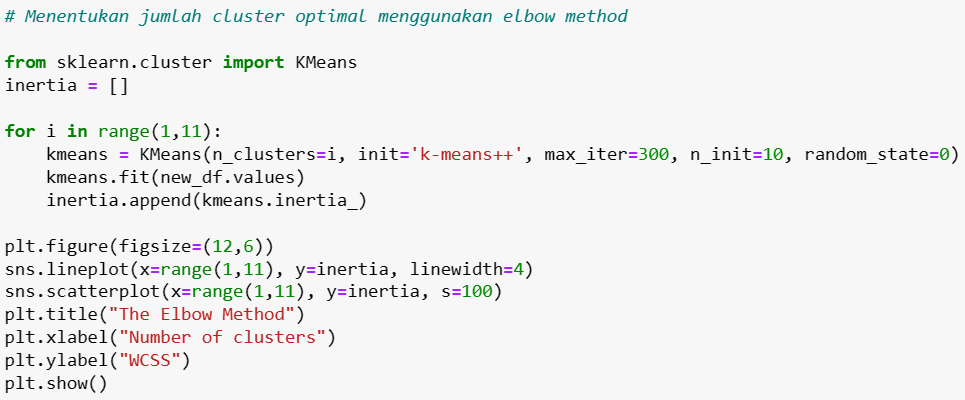 # Menentukan jumlah cluster optimal menggunakan elbow method
from sklearn.cluster import KMeans
inertia = []
for i in range(1,11):
    kmeans = KMeans(n_clusters=i, init='k-means++', max_iter=300, n_init=10, random_state=0)
    kmeans.fit(new_df.values)
    inertia.append(kmeans.inertia_)
plt.figure(figsize=(12,6))
sns.lineplot(x=range(1,11), y=inertia, linewidth=4)
sns.scatterplot(x=range(1,11), y=inertia, s=100)
plt.title("The Elbow Method")
plt.xlabel("Number of clusters")
plt.ylabel("WCSS")
plt.show()